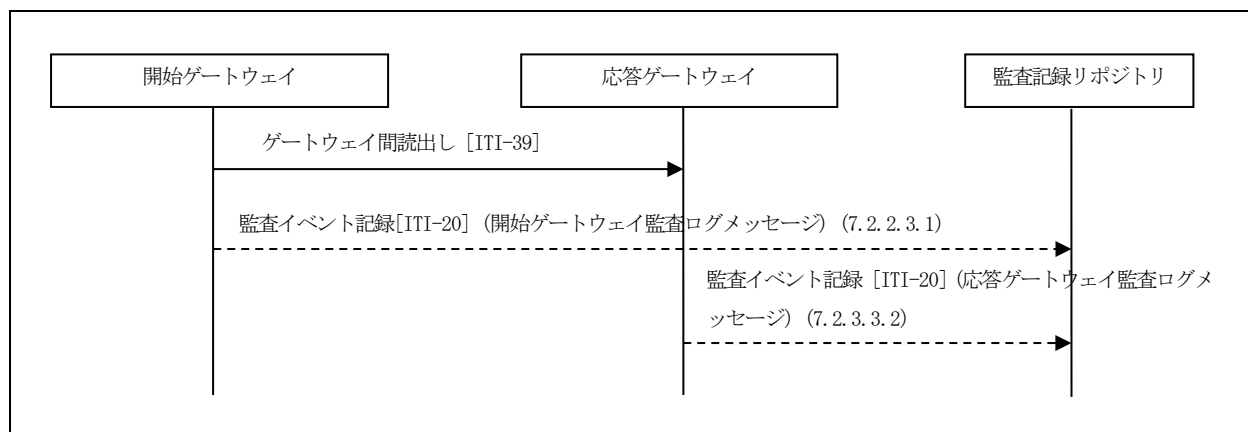 開始ゲートウェイ
応答ゲートウェイ
監査記録リポジトリ
ゲートウェイ間読出し [ITI-39]
監査イベント記録[ITI-20] (開始ゲートウェイ監査ログメッセージ) (7.2.2.3.1)
監査イベント記録 [ITI-20] (応答ゲートウェイ監査ログメ
ッセージ) (7.2.3.3.2)